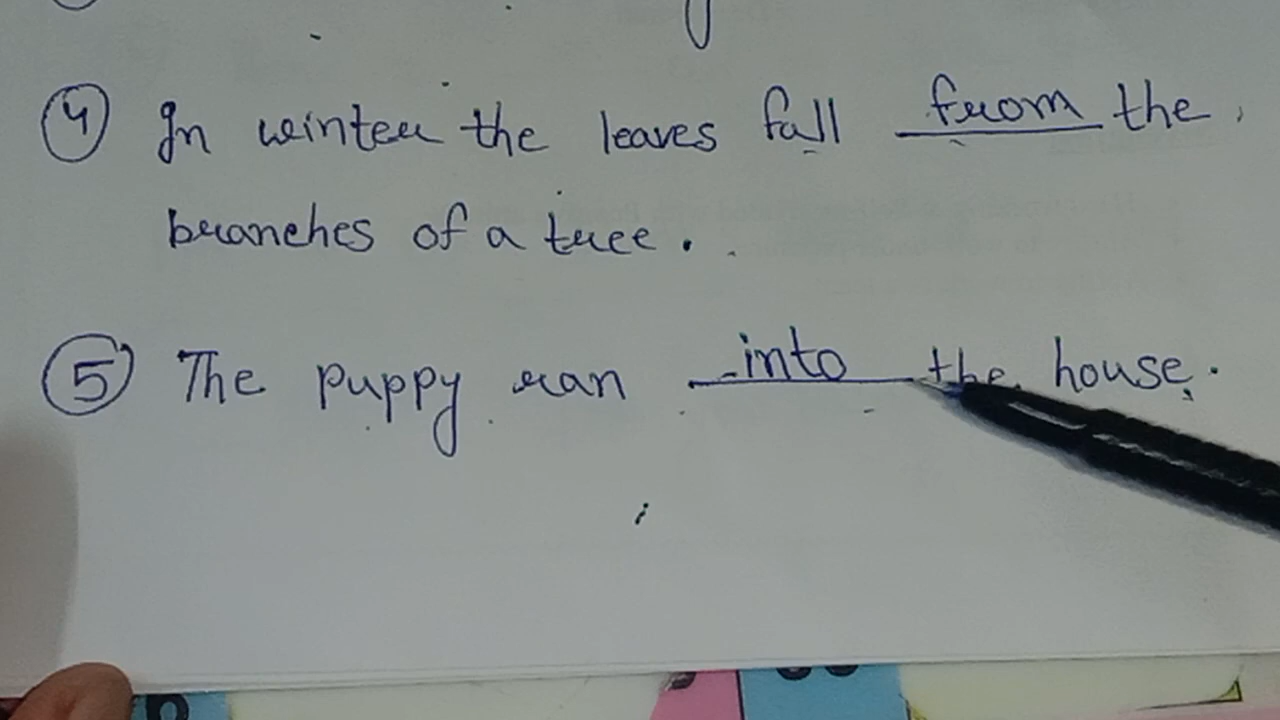 4 In winter the leaves fall from the
branches of a tree.
5 The puppy ran into the house.